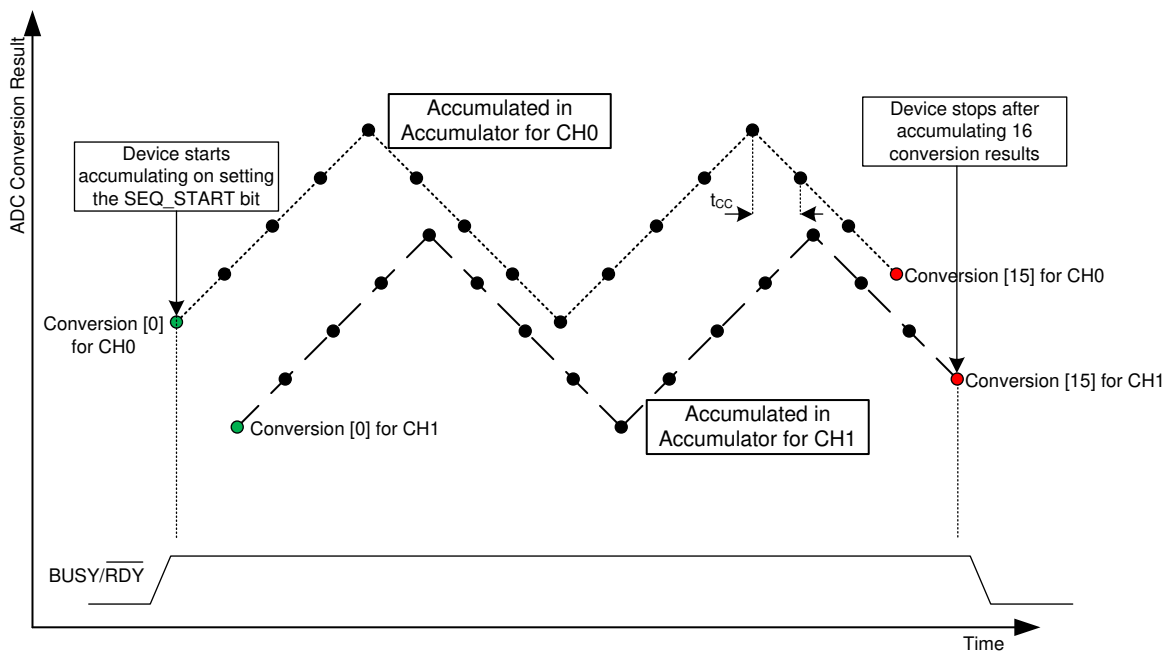 ADC Conversion Result
Accumulated in
Accumulator for CH0
Device stops after
accumulating 16
conversion results
Device starts
accumulating on setting
the SEQ_START bit
tCC
Conversion [15] for CH0
Conversion [0]
for CH0
Conversion [15] for CH1
Accumulated in
Accumulator for CH1
Conversion [0] for CH1
BUSY/RDY
Time